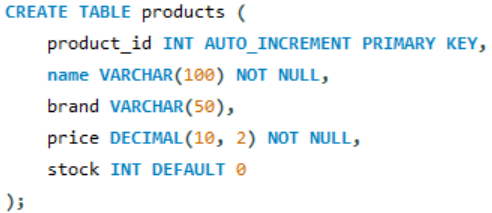 CREATE TABLE products (
    product_id INT AUTO_INCREMENT PRIMARY KEY,
    name VARCHAR(100) NOT NULL,
    brand VARCHAR(50),
    price DECIMAL(10, 2) NOT NULL,
    stock INT DEFAULT 0
);